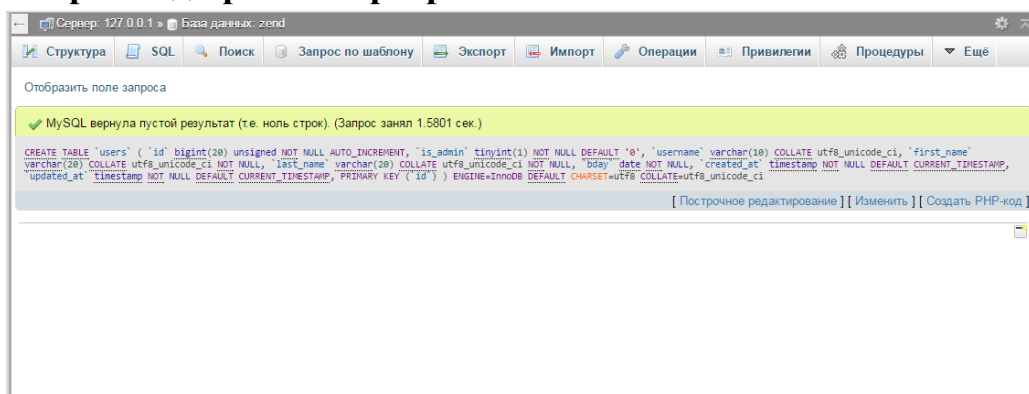 Сервер: 127.0.0.1 » База данных: zend
Структура SQL Поиск Запрос по шаблону Экспорт Импорт Операции Привилегии Процедуры Ещё
Отобразить поле запроса
MySQL вернула пустой результат (т.е. ноль строк). (Запрос занял 1.5801 сек.)
CREATE TABLE `users` ( `id` bigint(20) unsigned NOT NULL AUTO_INCREMENT, `is_admin` tinyint(1) NOT NULL DEFAULT '0', `username` varchar(10) COLLATE utf8_unicode_ci, `first_name`
varchar(20) COLLATE utf8_unicode_ci NOT NULL, `last_name` varchar(20) COLLATE utf8_unicode_ci NOT NULL, `bday` date NOT NULL, `created_at` timestamp NOT NULL DEFAULT CURRENT_TIMESTAMP,
`updated_at` timestamp NOT NULL DEFAULT CURRENT_TIMESTAMP, PRIMARY KEY (`id`) ) ENGINE=InnoDB DEFAULT CHARSET=utf8 COLLATE=utf8_unicode_ci
[ Построчное редактирование ] [ Изменить ] [ Создать PHP-код ]